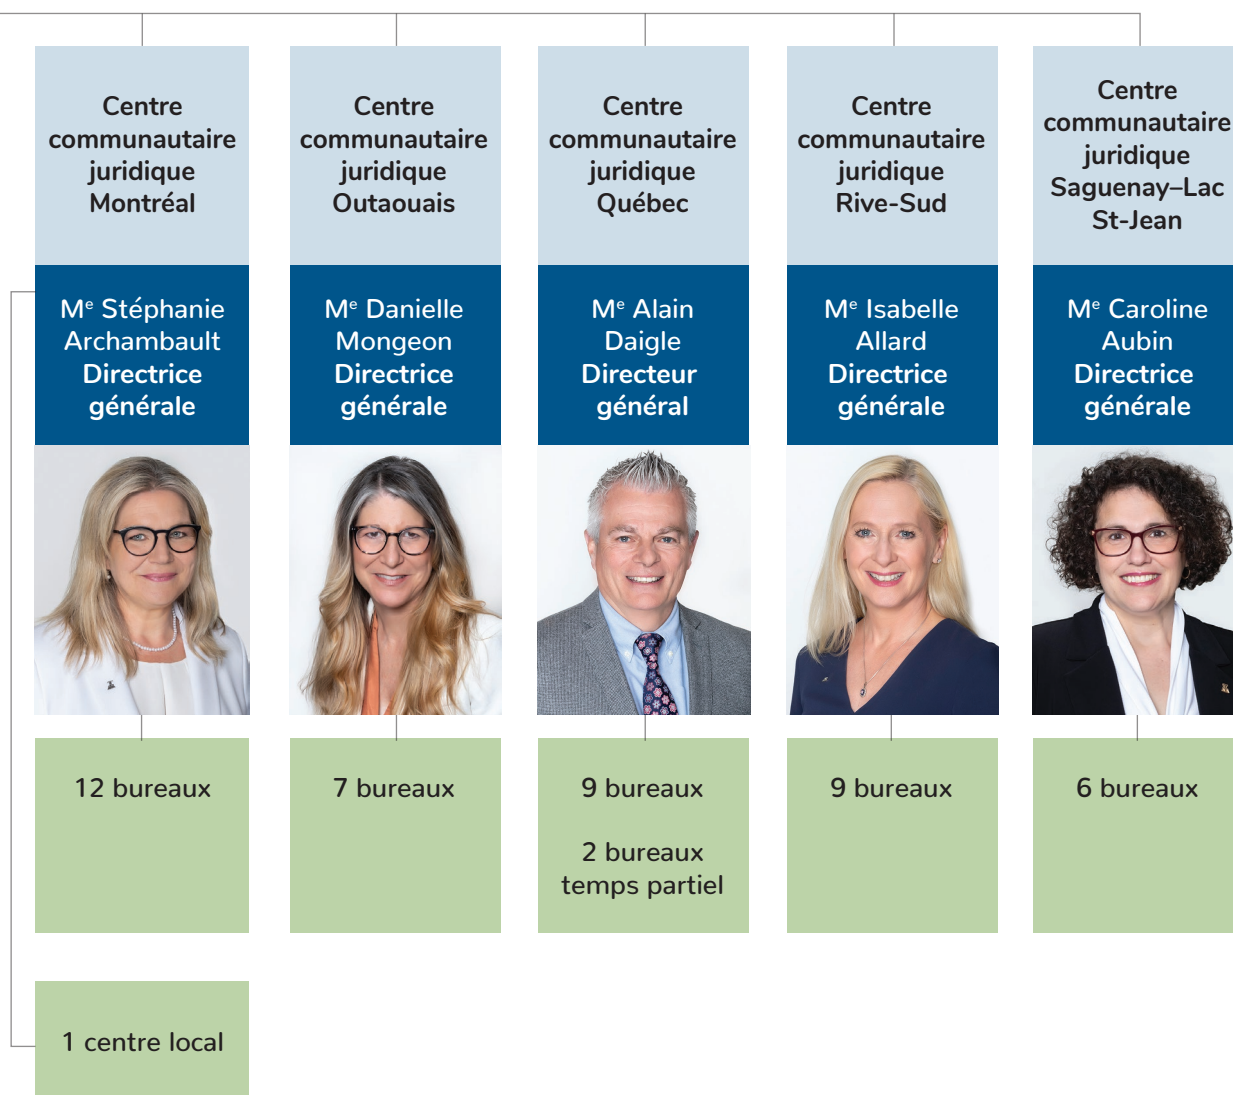 Centre
communautaire
juridique
Montréal
Mᵉ Stéphanie
Archambault
Directrice
générale
12 bureaux
1 centre local
Centre
communautaire
juridique
Outaouais
Mᵉ Danielle
Mongeon
Directrice
générale
7 bureaux
Centre
communautaire
juridique
Québec
Mᵉ Alain
Daigle
Directeur
général
9 bureaux
2 bureaux
temps partiel
Centre
communautaire
juridique
Rive-Sud
Mᵉ Isabelle
Allard
Directrice
générale
9 bureaux
Centre
communautaire
juridique
Saguenay–Lac
St-Jean
Mᵉ Caroline
Aubin
Directrice
générale
6 bureaux